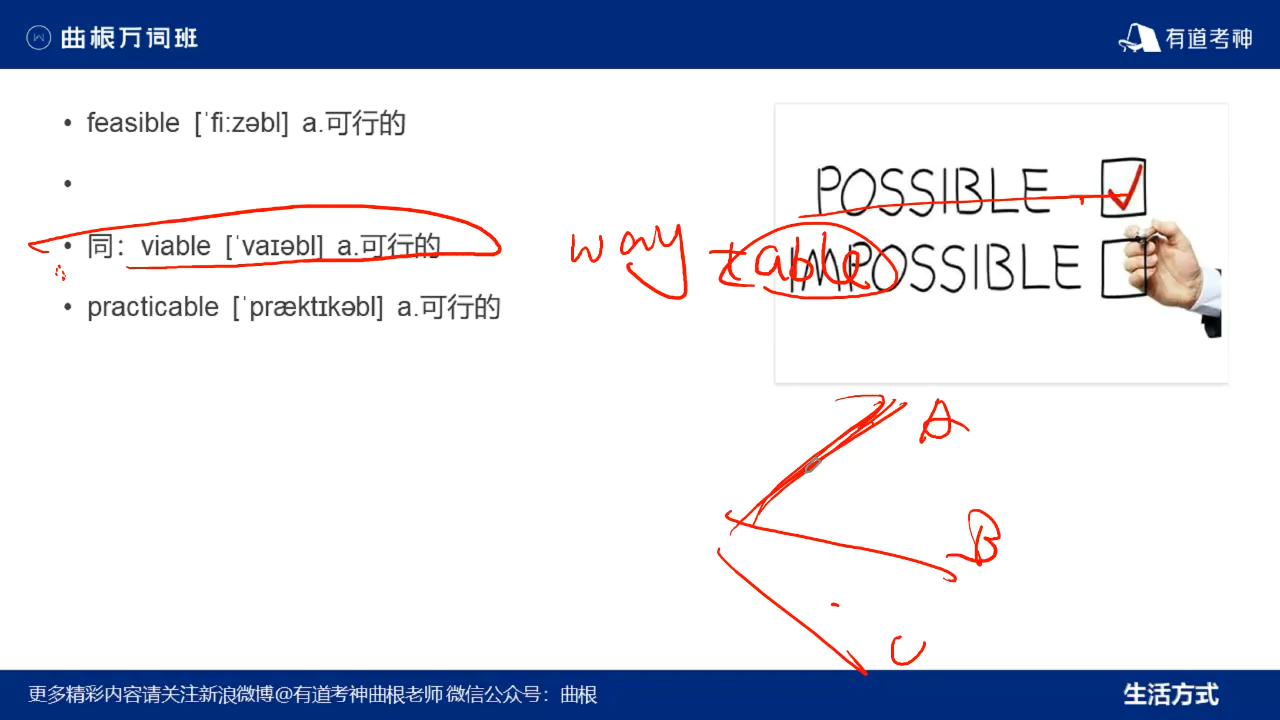 曲根万词班
有道考神
• feasible [ˈfi:zəbl] a.可行的
•
• 同：viable [ˈvaɪəbl] a.可行的
• practicable [ˈpræktɪkəbl] a.可行的
POSSIBLE
IMPOSSIBLE
way + able
A
B
C
更多精彩内容请关注新浪微博@有道考神曲根老师 微信公众号：曲根
生活方式